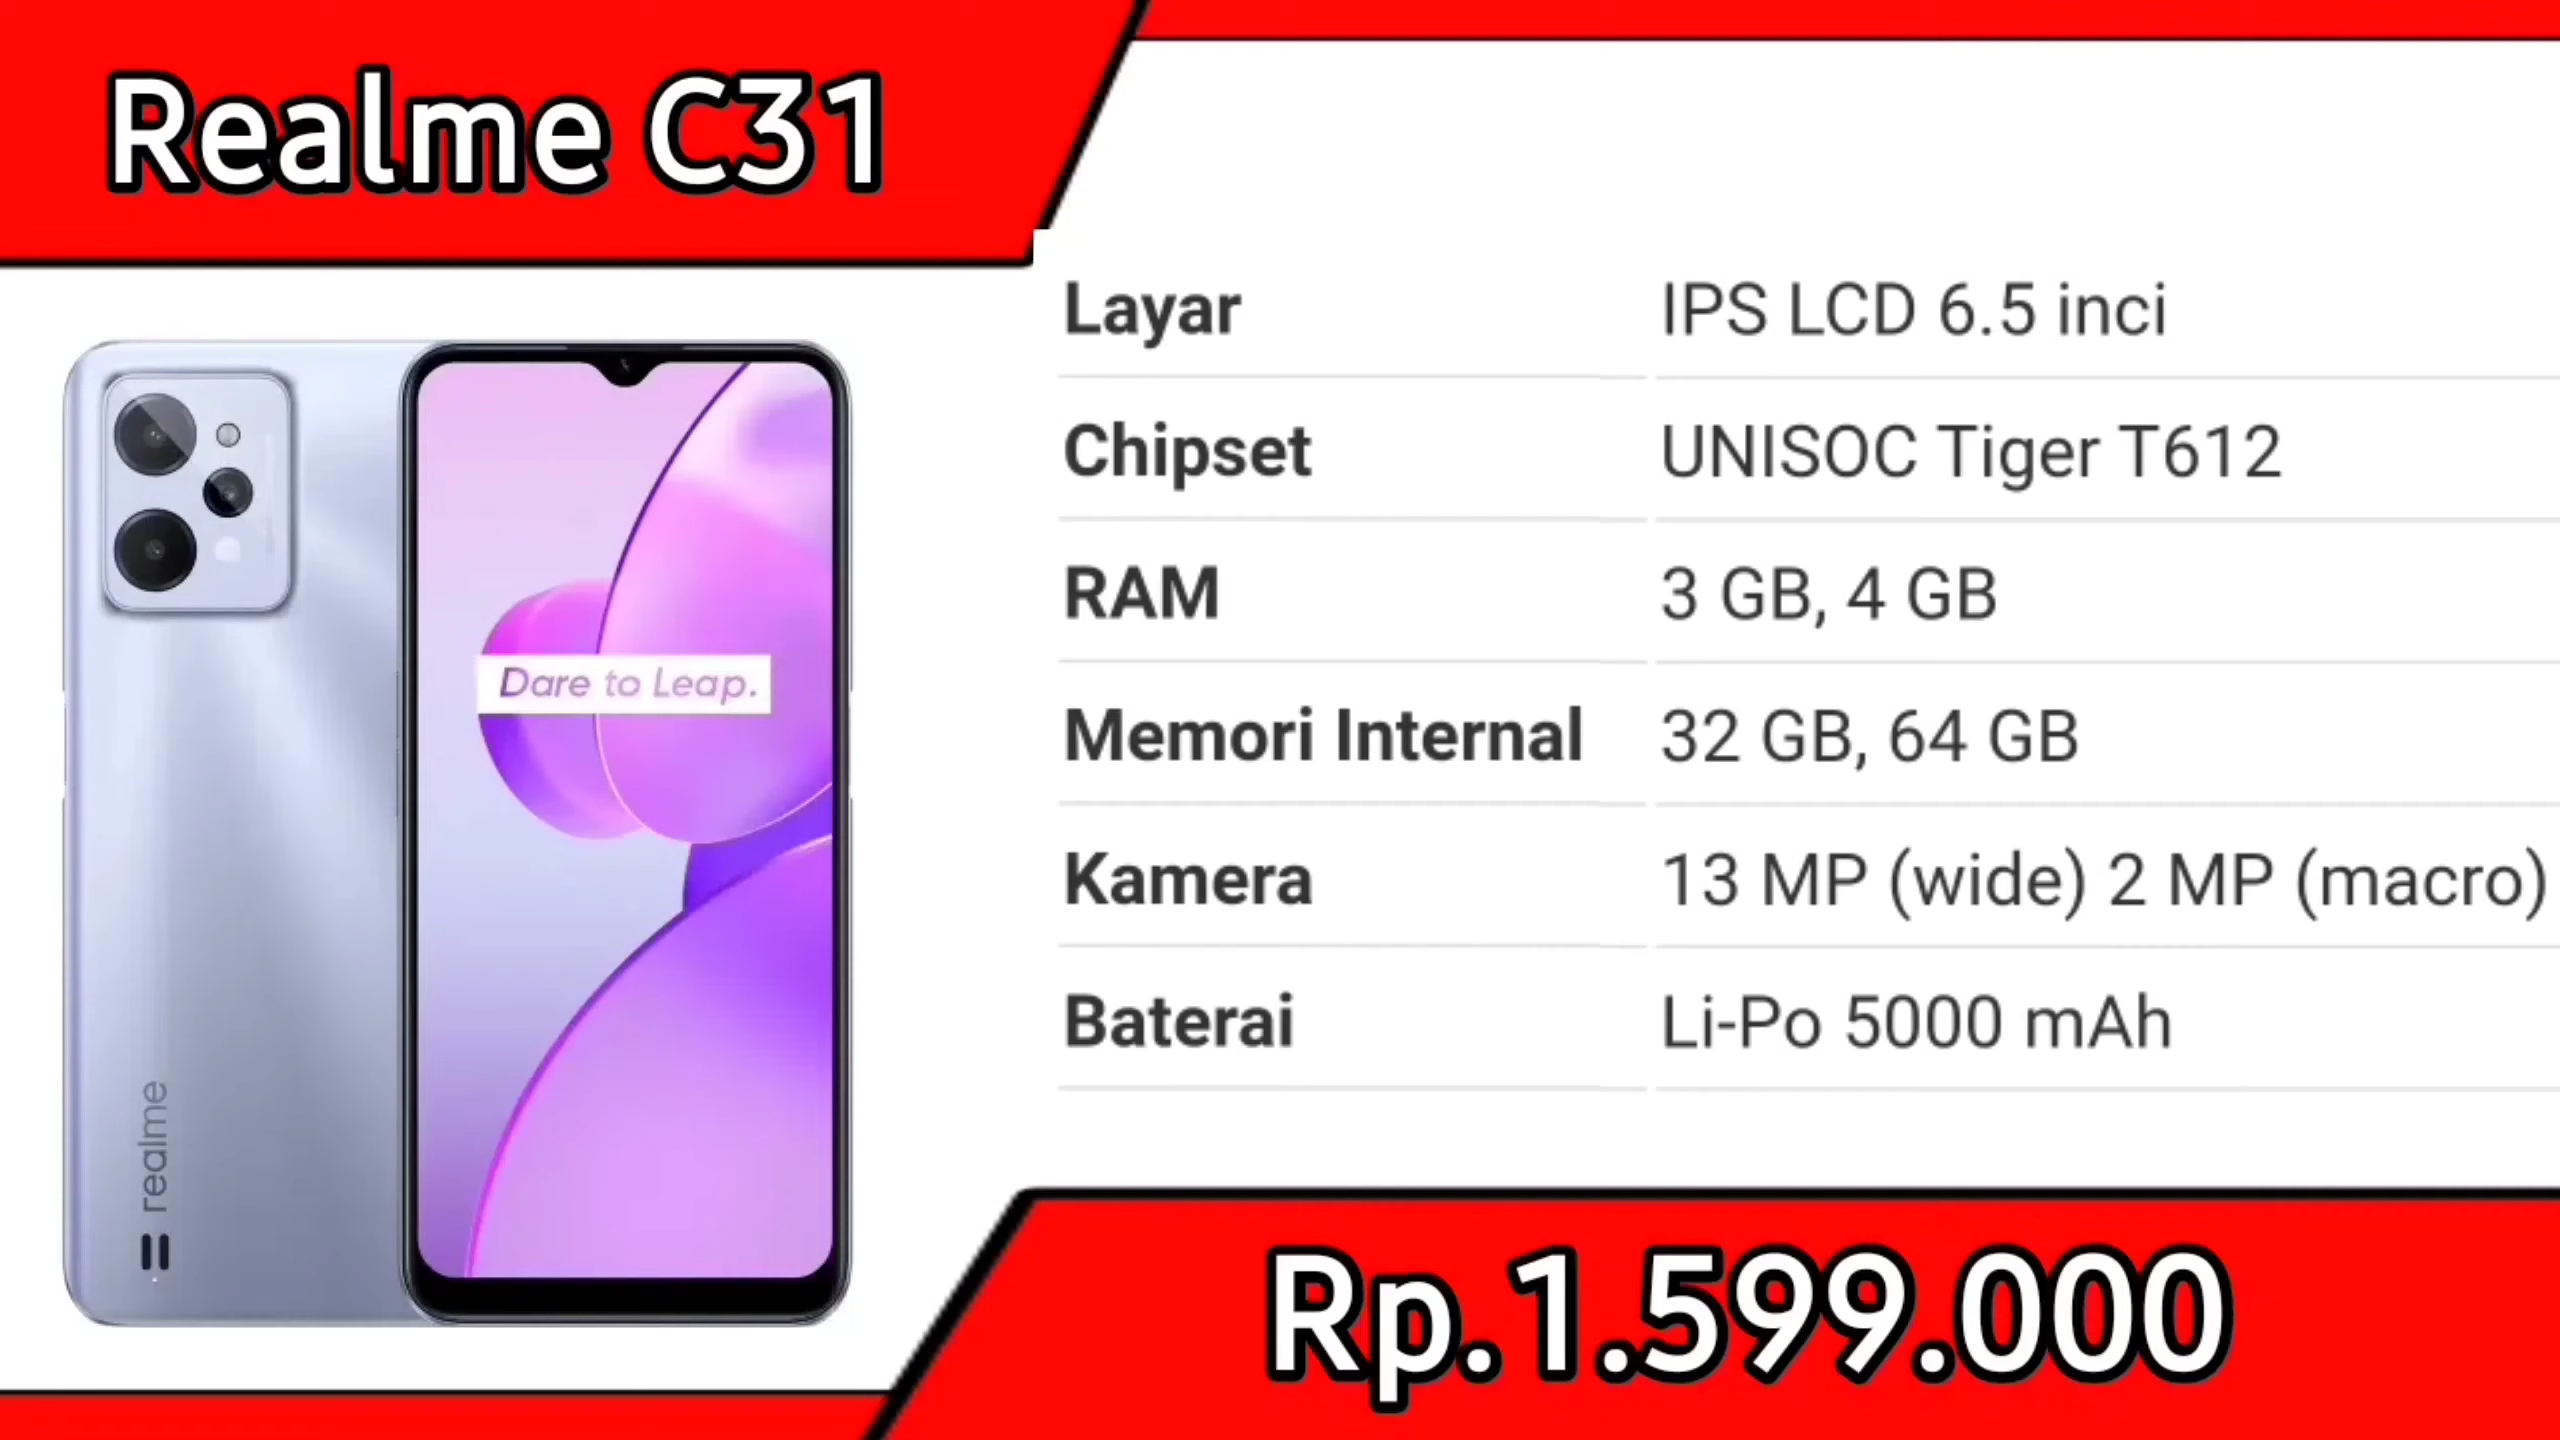 Realme C31
Layar IPS LCD 6.5 inci
Chipset UNISOC Tiger T612
RAM 3 GB, 4 GB
Memori Internal 32 GB, 64 GB
Kamera 13 MP (wide) 2 MP (macro)
Baterai Li-Po 5000 mAh
Dare to Leap.
realme
Rp.1.599.000